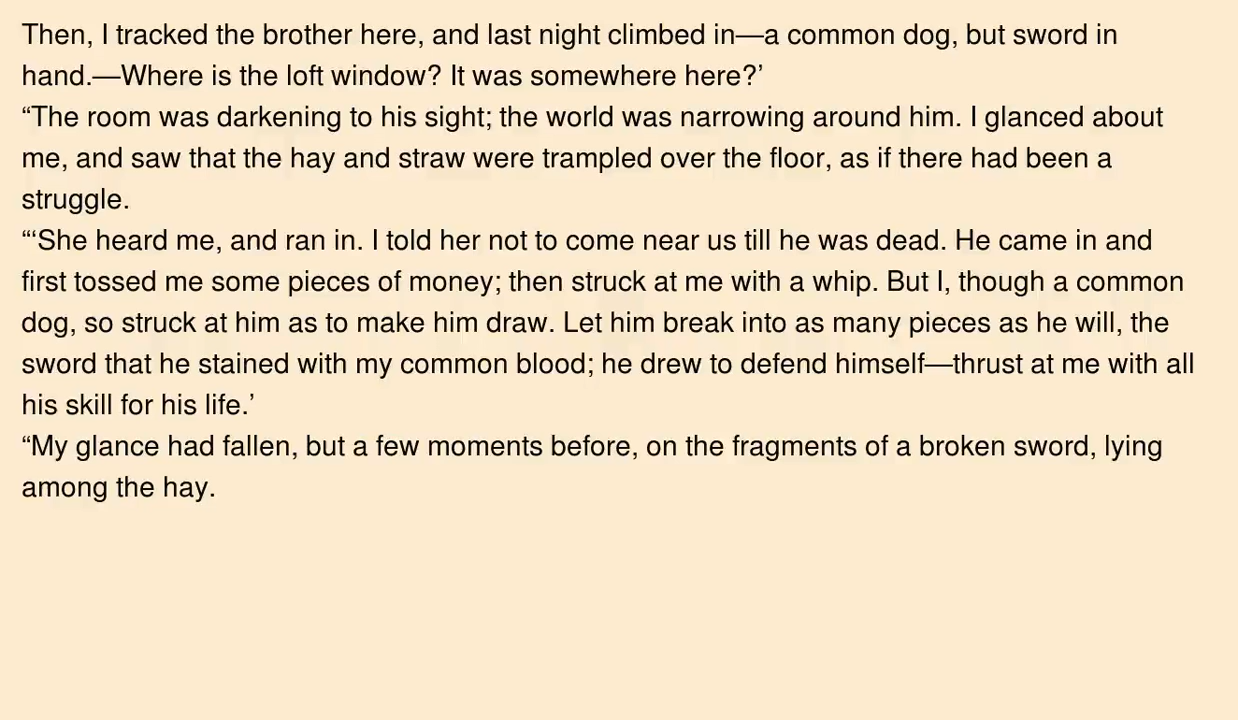 Then, I tracked the brother here, and last night climbed in—a common dog, but sword in
hand.—Where is the loft window? It was somewhere here?’
“The room was darkening to his sight; the world was narrowing around him. I glanced about
me, and saw that the hay and straw were trampled over the floor, as if there had been a
struggle.
“‘She heard me, and ran in. I told her not to come near us till he was dead. He came in and
first tossed me some pieces of money; then struck at me with a whip. But I, though a common
dog, so struck at him as to make him draw. Let him break into as many pieces as he will, the
sword that he stained with my common blood; he drew to defend himself—thrust at me with all
his skill for his life.’
“My glance had fallen, but a few moments before, on the fragments of a broken sword, lying
among the hay.